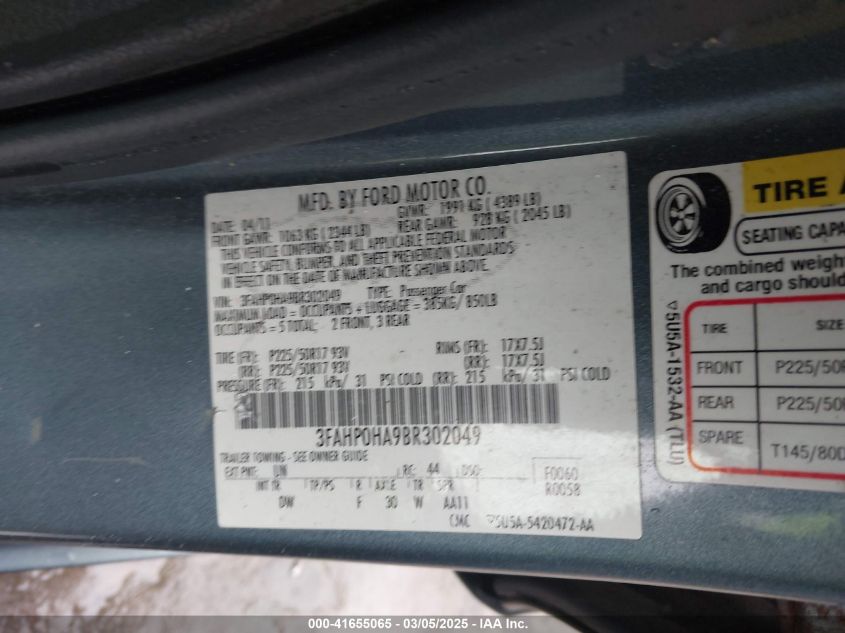 MFD. BY FORD MOTOR CO.
DATE: 04/11 GVWR: 1991 KG ( 4389 LB)
FRONT GAWR: 1063 KG ( 2344 LB) REAR GAWR: 928 KG ( 2045 LB)
THIS VEHICLE CONFORMS TO ALL APPLICABLE FEDERAL MOTOR
VEHICLE SAFETY, BUMPER, AND THEFT PREVENTION STANDARDS
IN EFFECT ON THE DATE OF MANUFACTURE SHOWN ABOVE.
VIN: 3FAHP0HA9BR302049 TYPE: Passenger Car
MAXIMUM LOAD = OCCUPANTS + LUGGAGE = 385KG/ 850LB
OCCUPANTS = 5 TOTAL: 2 FRONT, 3 REAR
TIRE (FR): P225/50R17 93V RIMS (FR): 17X7.5J
(RR): P225/50R17 93V (RR): 17X7.5J
PRESSURE (FR): 215 kPa/ 31 PSI COLD (RR): 215 kPa/ 31 PSI COLD
3FAHP0HA9BR302049
TRAILER TOWING - SEE OWNER GUIDE
EXT PNT: UN RC: 44 DSO: F0060
INT TR TP/PS R AXLE TR SPR R0058
DW F 30 W AA11
CMC 5U5A-5420472-AA
TIRE A
SEATING CAPA
The combined weigh
and cargo should
TIRE SIZE
FRONT P225/50
REAR P225/50
SPARE T145/80D
5U5A-1532-AA (TLU)
000-41655065 - 03/05/2025 - IAA Inc.